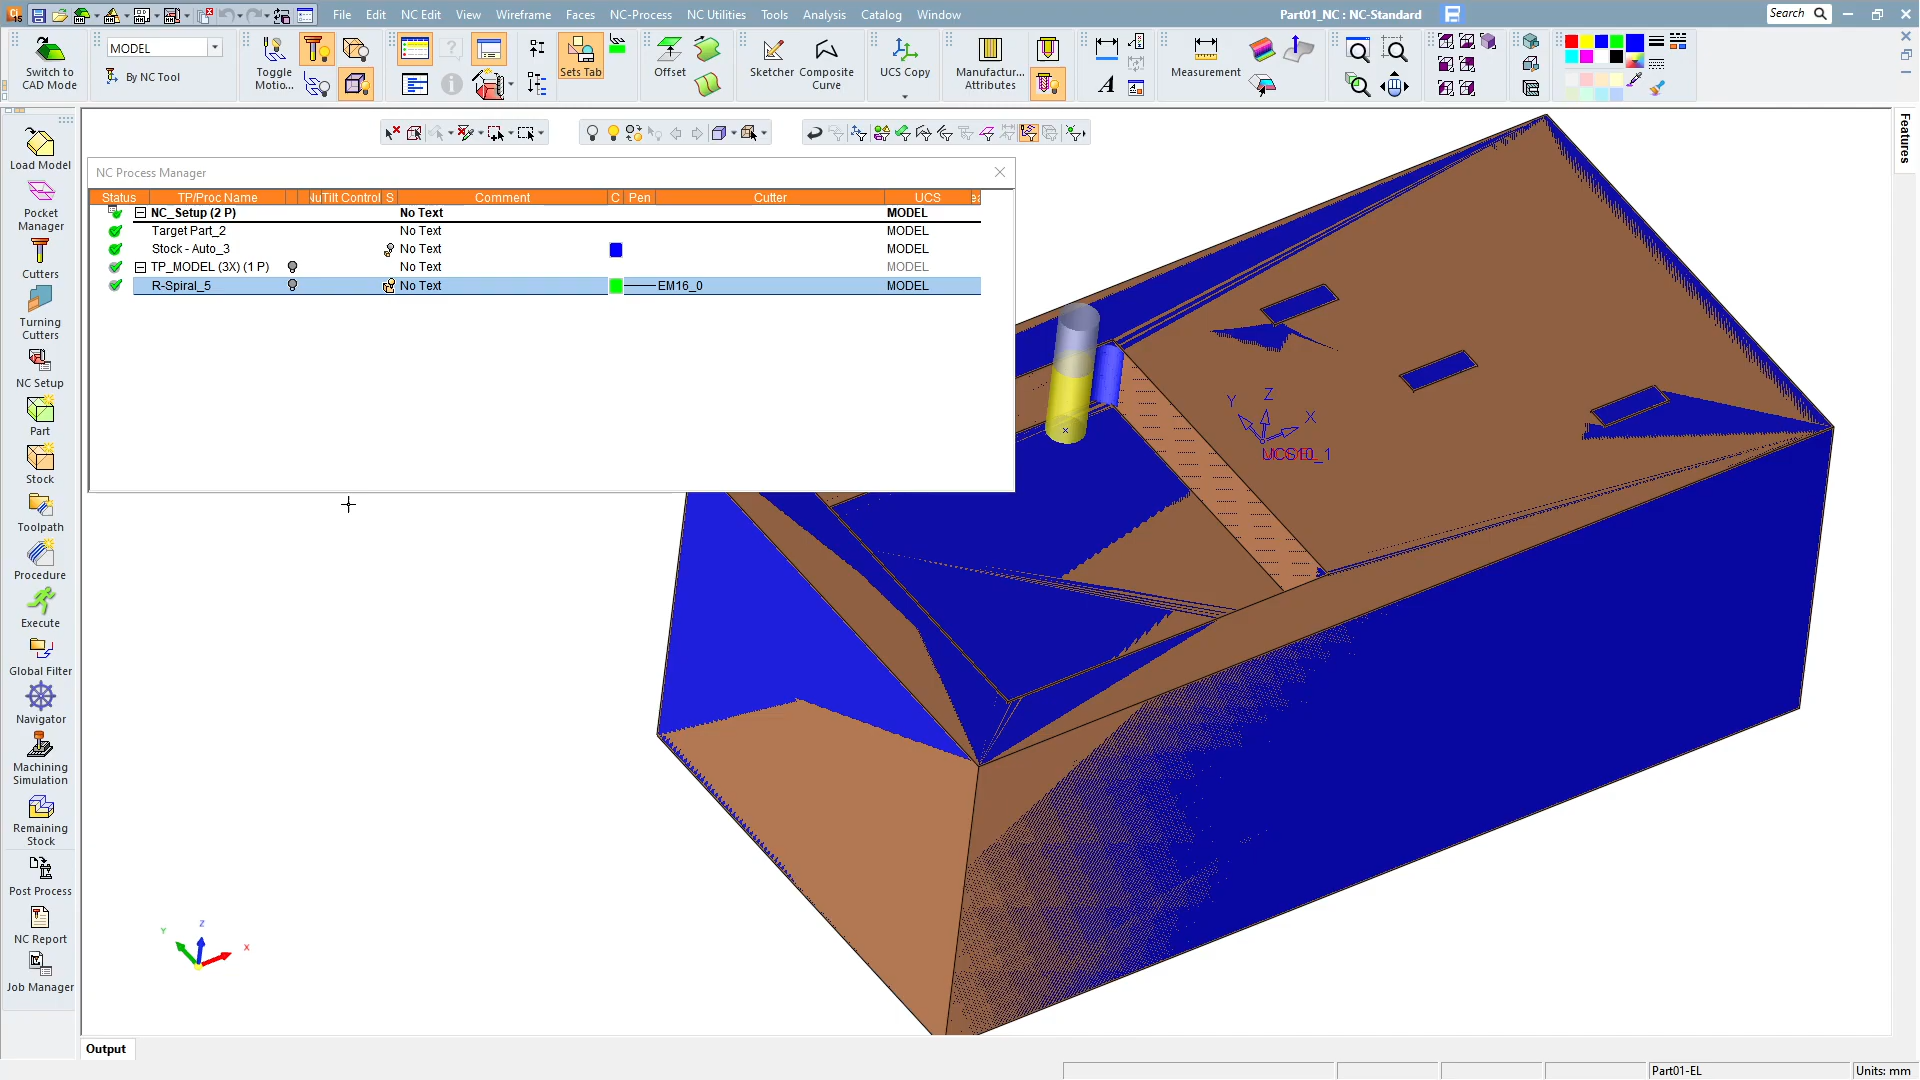 File Edit NC Edit View Wireframe Faces NC-Process NC Utilities Tools Analysis Catalog Window
Part01_NC : NC-Standard
Search
Switch to
CAD Mode
MODEL
By NC Tool
Toggle
Motio...
Sets Tab
Offset
Sketcher
Composite
Curve
UCS Copy
Manufactur...
Attributes
Measurement
Features
Load Model
Pocket
Manager
Cutters
Turning
Cutters
NC Setup
Part
Stock
Toolpath
Procedure
Execute
Global Filter
Navigator
Machining
Simulation
Remaining
Stock
Post Process
NC Report
Job Manager
NC Process Manager
Status TP/Proc Name NuTilt Control S Comment C Pen Cutter UCS
NC_Setup (2 P) No Text MODEL
Target Part_2 No Text MODEL
Stock - Auto_3 No Text MODEL
TP_MODEL (3X) (1 P) No Text MODEL
R-Spiral_5 No Text EM16_0 MODEL
Z
Y
X
Z
Y
X
Output
Part01-EL
Units: mm